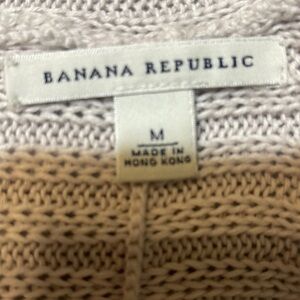 BANANA REPUBLIC
M
MADE IN
HONG KONG